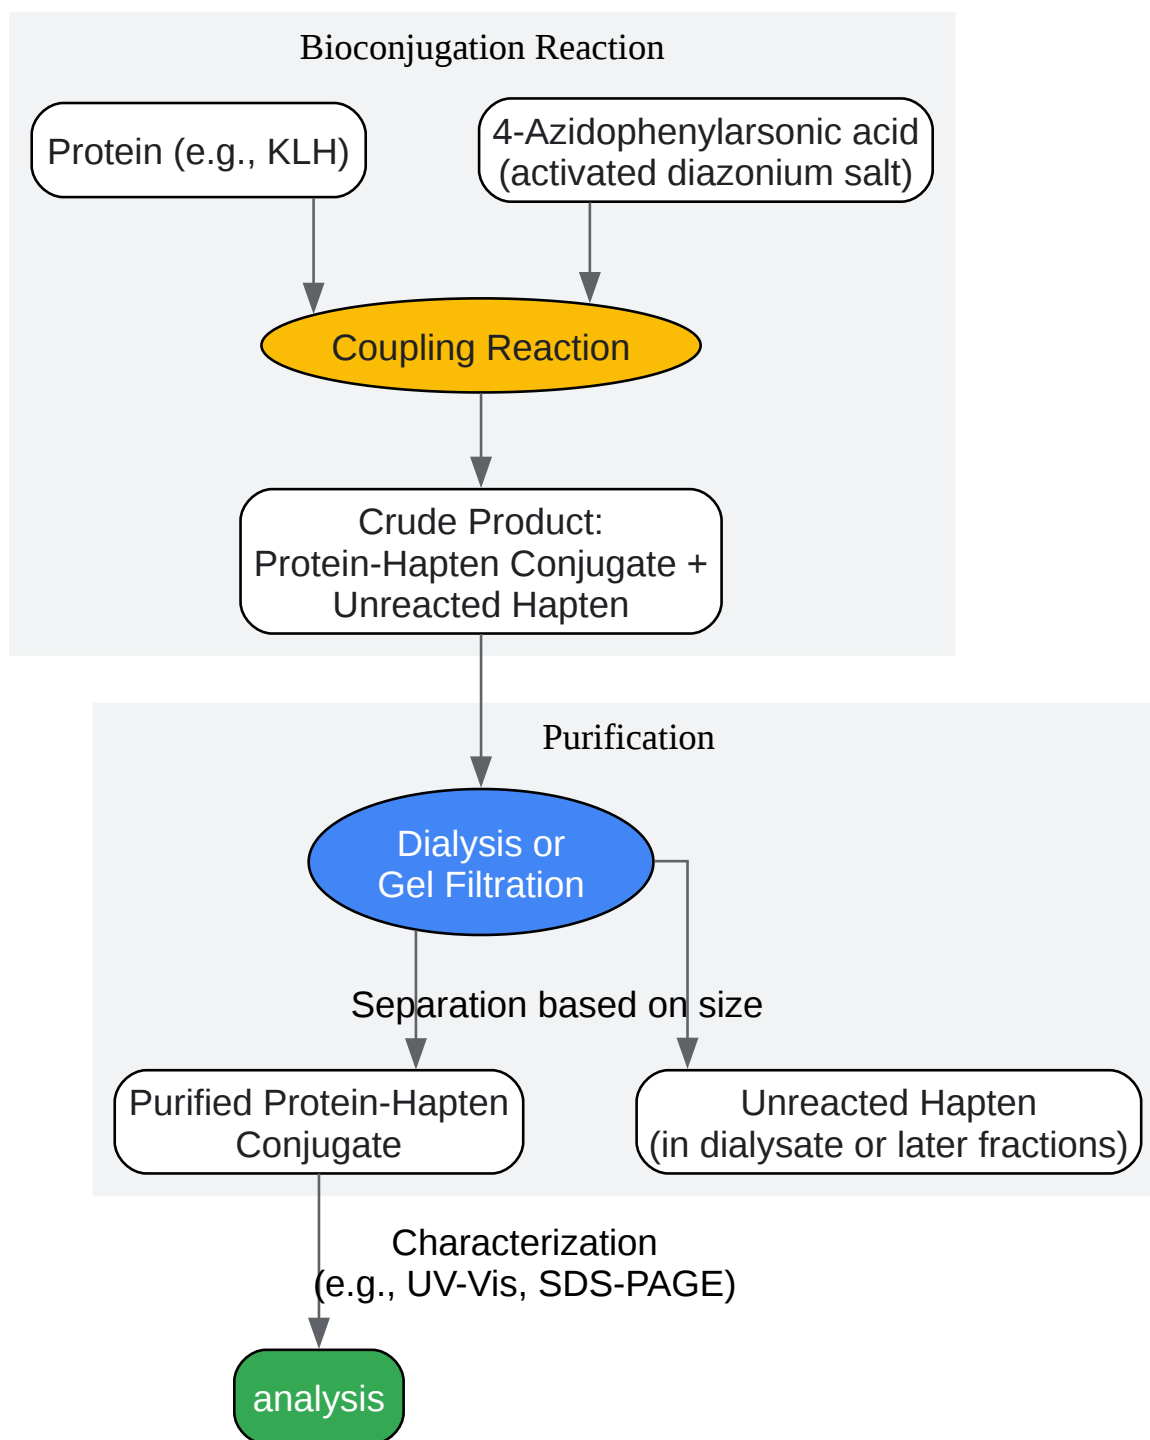 Bioconjugation Reaction
Protein (e.g., KLH)
4-Azidophenylarsonic acid
(activated diazonium salt)
Coupling Reaction
Crude Product:
Protein-Hapten Conjugate +
Unreacted Hapten
Purification
Dialysis or
Gel Filtration
Separation based on size
Purified Protein-Hapten
Conjugate
Unreacted Hapten
(in dialysate or later fractions)
Characterization
(e.g., UV-Vis, SDS-PAGE)
analysis